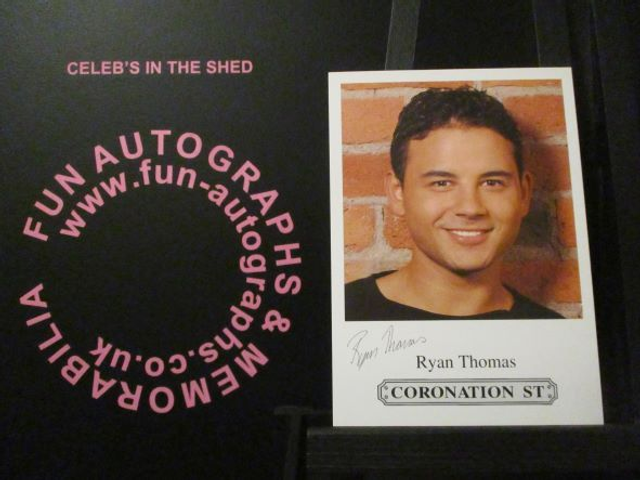 CELEB'S IN THE SHED
FUN AUTOGRAPHS & MEMORABILIA
www.fun-autographs.co.uk
Ryan Thomas
Ryan Thomas
CORONATION ST